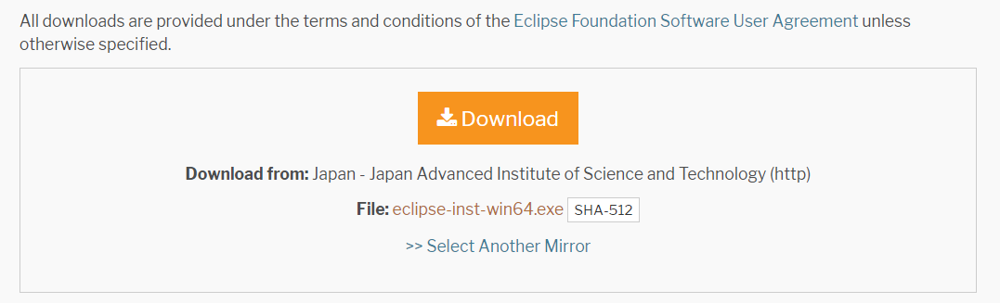 All downloads are provided under the terms and conditions of the Eclipse Foundation Software User Agreement unless
otherwise specified.
Download
Download from: Japan - Japan Advanced Institute of Science and Technology (http)
File: eclipse-inst-win64.exe SHA-512
>> Select Another Mirror